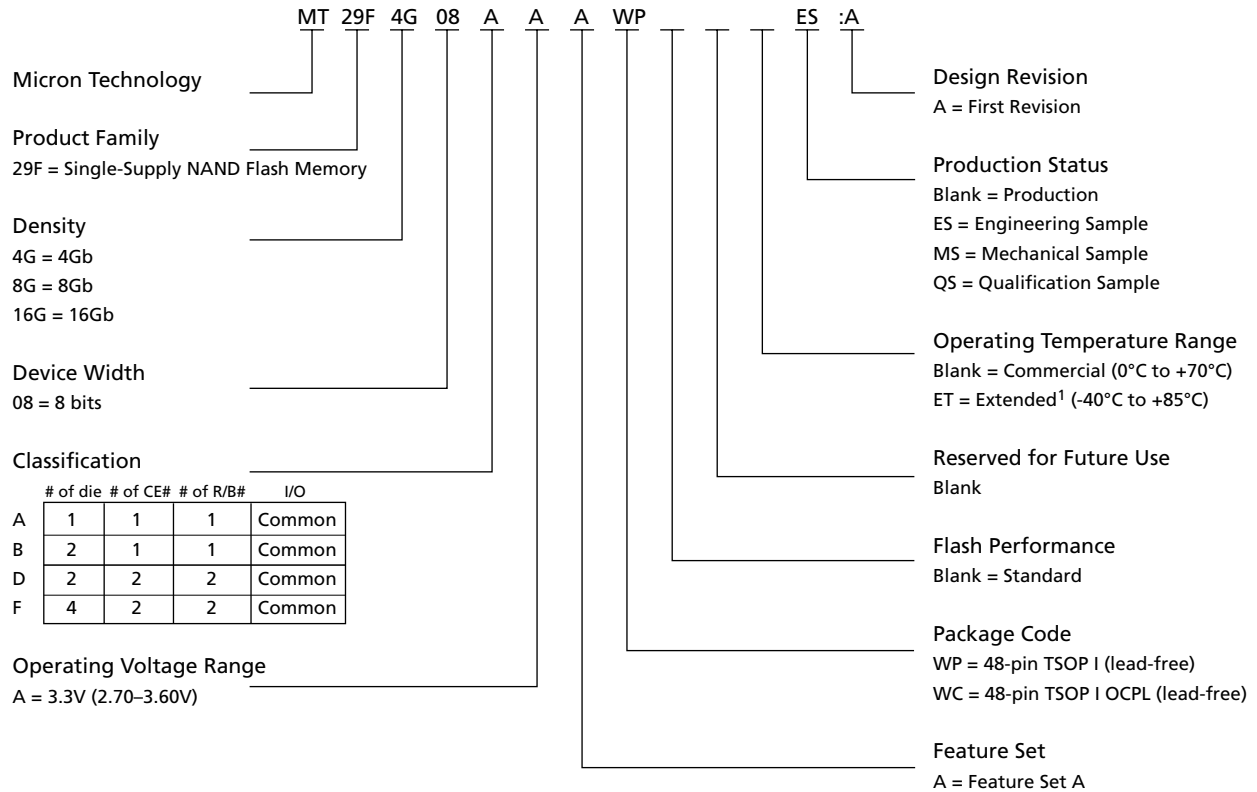 MT 29F 4G 08 A A A WP ES :A
Micron Technology
Product Family
29F = Single-Supply NAND Flash Memory
Density
4G = 4Gb
8G = 8Gb
16G = 16Gb
Device Width
08 = 8 bits
Classification
# of die # of CE# # of R/B# I/O
A 1 1 1 Common
B 2 1 1 Common
D 2 2 2 Common
F 4 2 2 Common
Operating Voltage Range
A = 3.3V (2.70–3.60V)
Design Revision
A = First Revision
Production Status
Blank = Production
ES = Engineering Sample
MS = Mechanical Sample
QS = Qualification Sample
Operating Temperature Range
Blank = Commercial (0°C to +70°C)
ET = Extended¹ (-40°C to +85°C)
Reserved for Future Use
Blank
Flash Performance
Blank = Standard
Package Code
WP = 48-pin TSOP I (lead-free)
WC = 48-pin TSOP I OCPL (lead-free)
Feature Set
A = Feature Set A